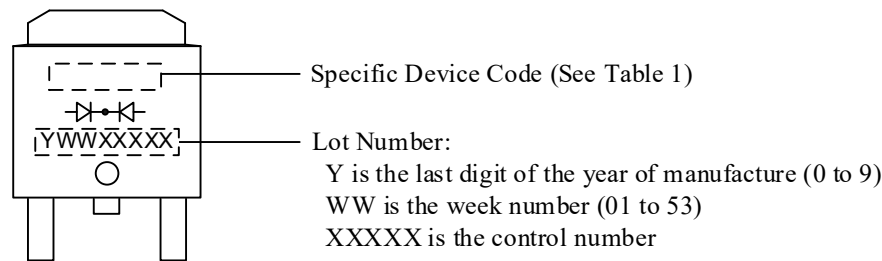 Specific Device Code (See Table 1)
YWWXXXXX
Lot Number:
Y is the last digit of the year of manufacture (0 to 9)
WW is the week number (01 to 53)
XXXXX is the control number